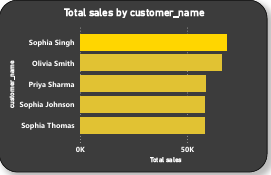 Total sales by customer_name
Sophia Singh
Olivia Smith
Priya Sharma
Sophia Johnson
Sophia Thomas
customer_name
0K
50K
Total sales